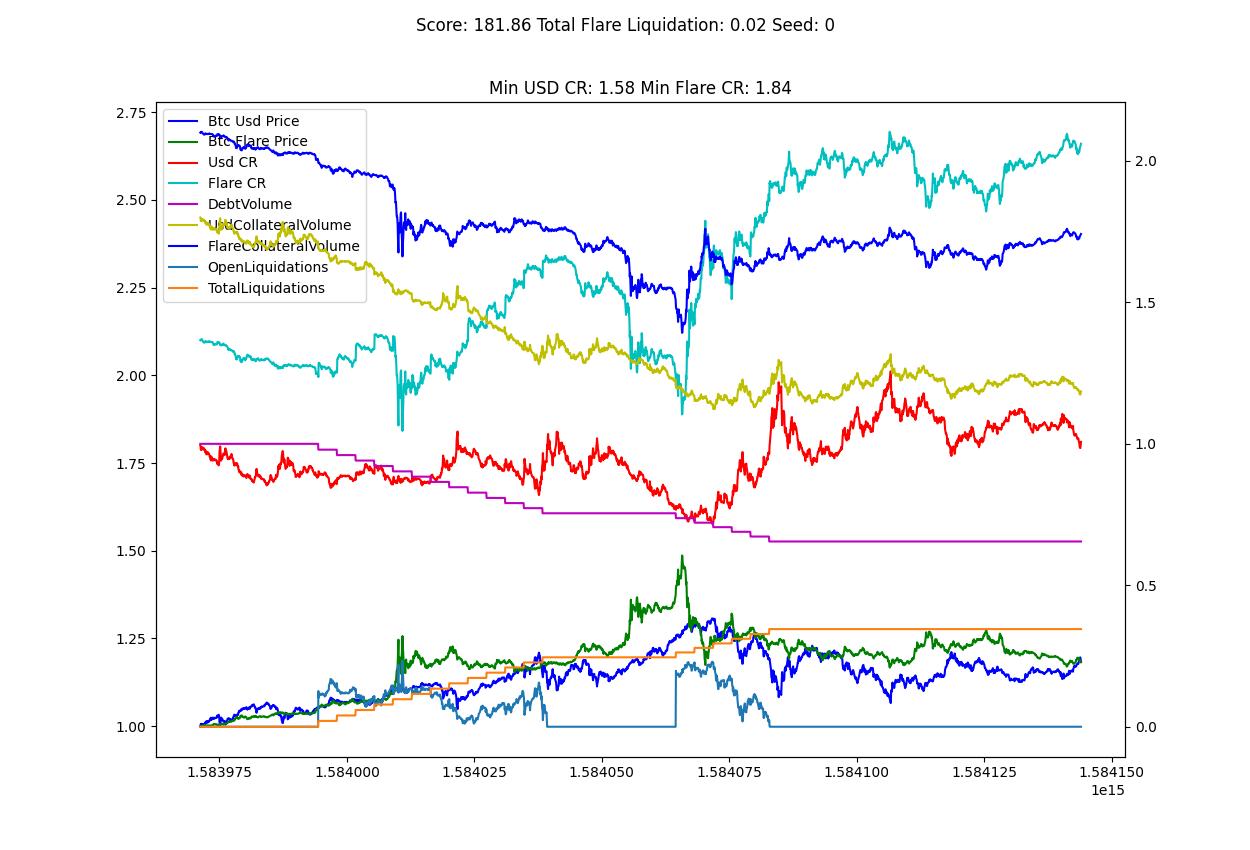 Score: 181.86 Total Flare Liquidation: 0.02 Seed: 0
Min USD CR: 1.58 Min Flare CR: 1.84
Btc Usd Price
Btc Flare Price
Usd CR
Flare CR
DebtVolume
UsdCollateralVolume
FlareCollateralVolume
OpenLiquidations
TotalLiquidations
2.75
2.50
2.25
2.00
1.75
1.50
1.25
1.00
2.0
1.5
1.0
0.5
0.0
1.583975 1.584000 1.584025 1.584050 1.584075 1.584100 1.584125 1.584150
1e15